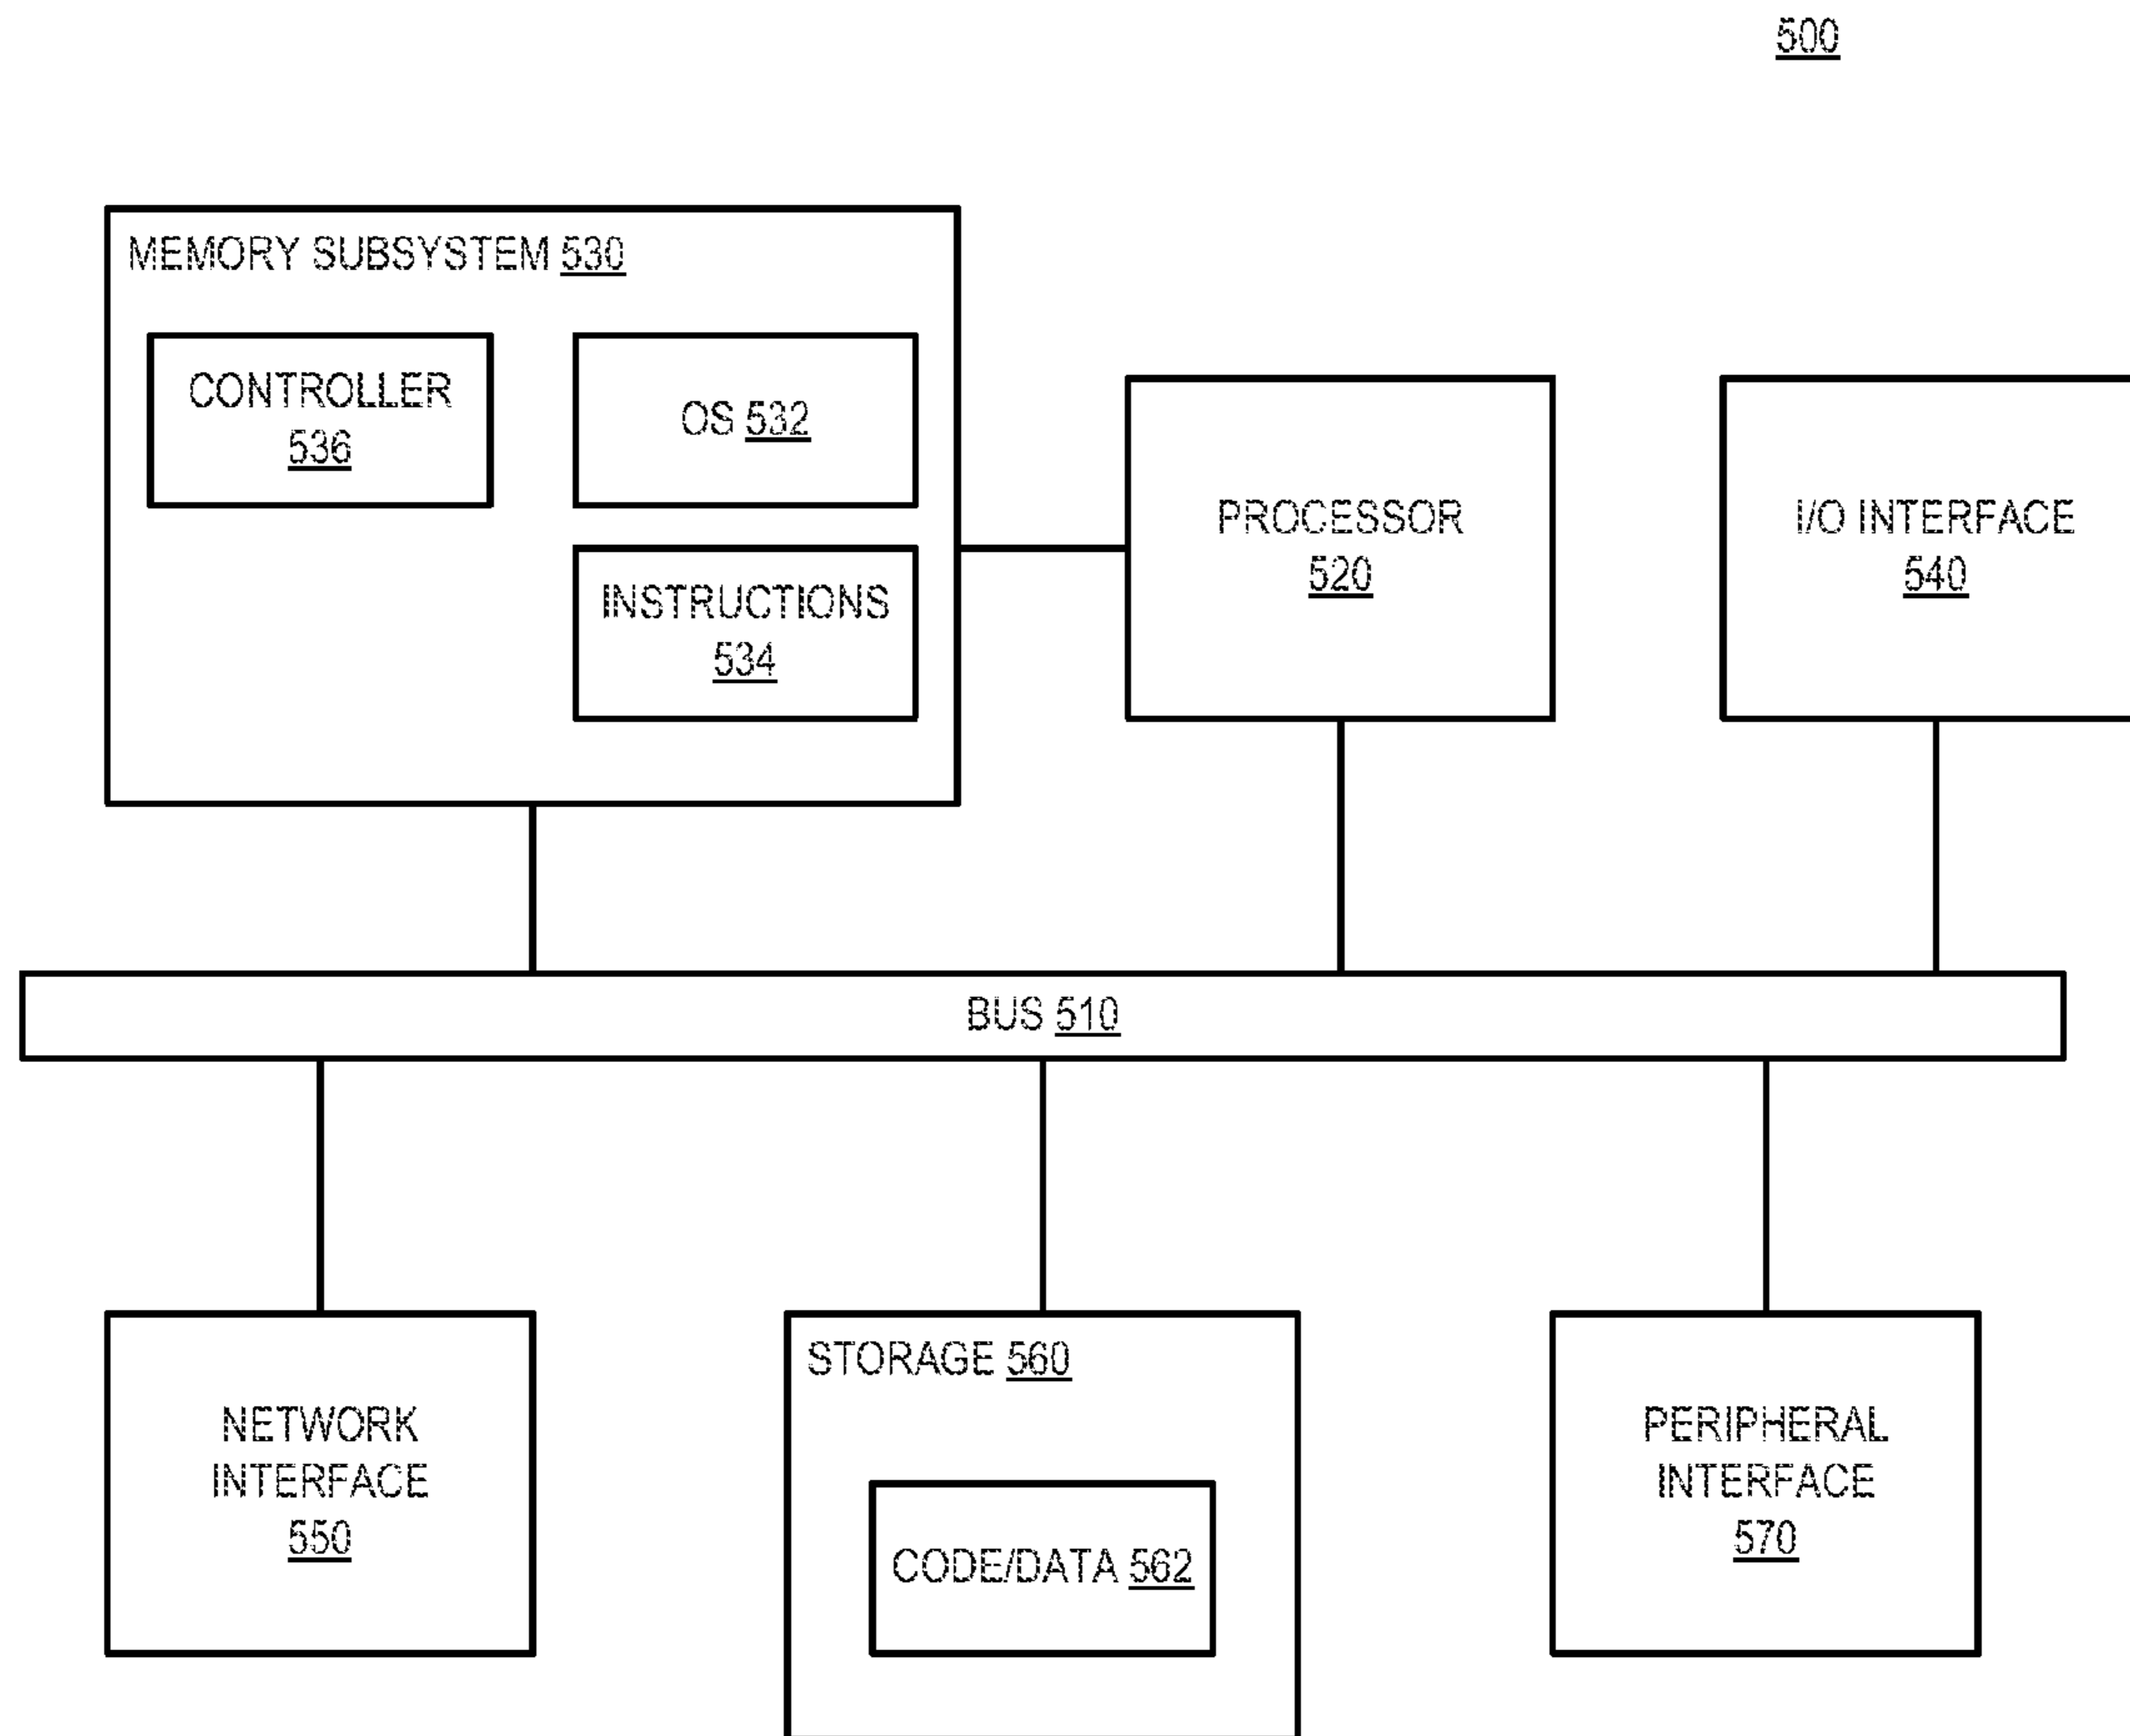 500
MEMORY SUBSYSTEM 530
CONTROLLER
536
OS 532
INSTRUCTIONS
534
PROCESSOR
520
I/O INTERFACE
540
BUS 510
NETWORK
INTERFACE
550
STORAGE 560
CODE/DATA 562
PERIPHERAL
INTERFACE
570